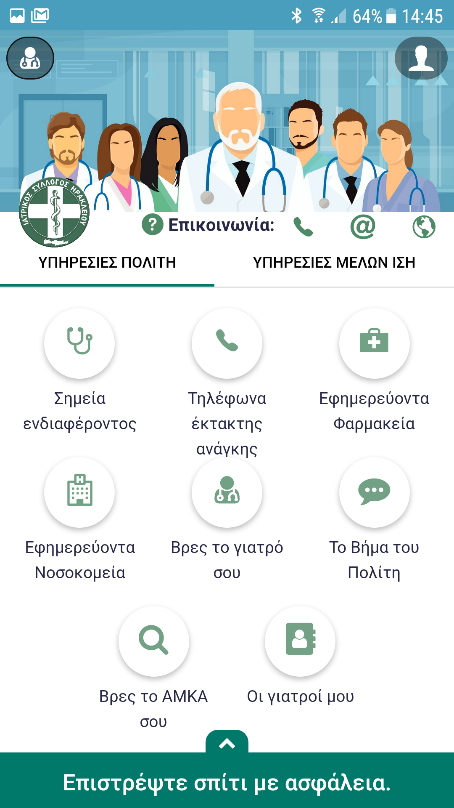 64% 14:45
ΙΑΤΡΙΚΟΣ ΣΥΛΛΟΓΟΣ ΗΡΑΚΛΕΙΟΥ
? Επικοινωνία: @
ΥΠΗΡΕΣΙΕΣ ΠΟΛΙΤΗ ΥΠΗΡΕΣΙΕΣ ΜΕΛΩΝ ΙΣΗ
Σημεία
ενδιαφέροντος
Τηλέφωνα
έκτακτης
ανάγκης
Εφημερεύοντα
Φαρμακεία
H
Εφημερεύοντα
Νοσοκομεία
Βρες το γιατρό
σου
Το Βήμα του
Πολίτη
Βρες το ΑΜΚΑ
σου
Οι γιατροί μου
Επιστρέψτε σπίτι με ασφάλεια.